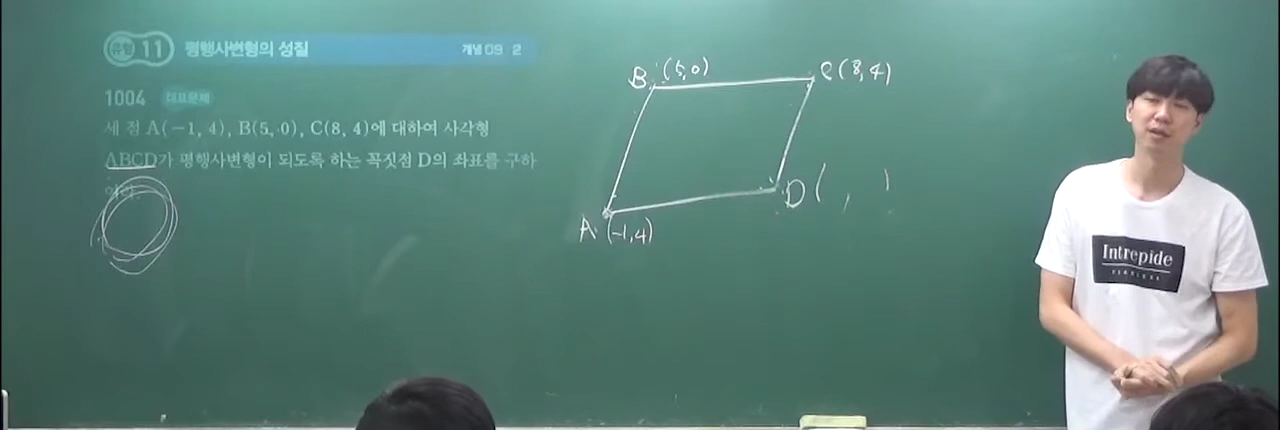 유형 11 평행사변형의 성질 개념 09 2
1004 대표문제
세 점 A(−1, 4), B(5, 0), C(8, 4)에 대하여 사각형
ABCD가 평행사변형이 되도록 하는 꼭짓점 D의 좌표를 구하
여라.
B (5,0)
C (8,4)
A (-1,4)
D ( , )
Intrepide
FEARLESS